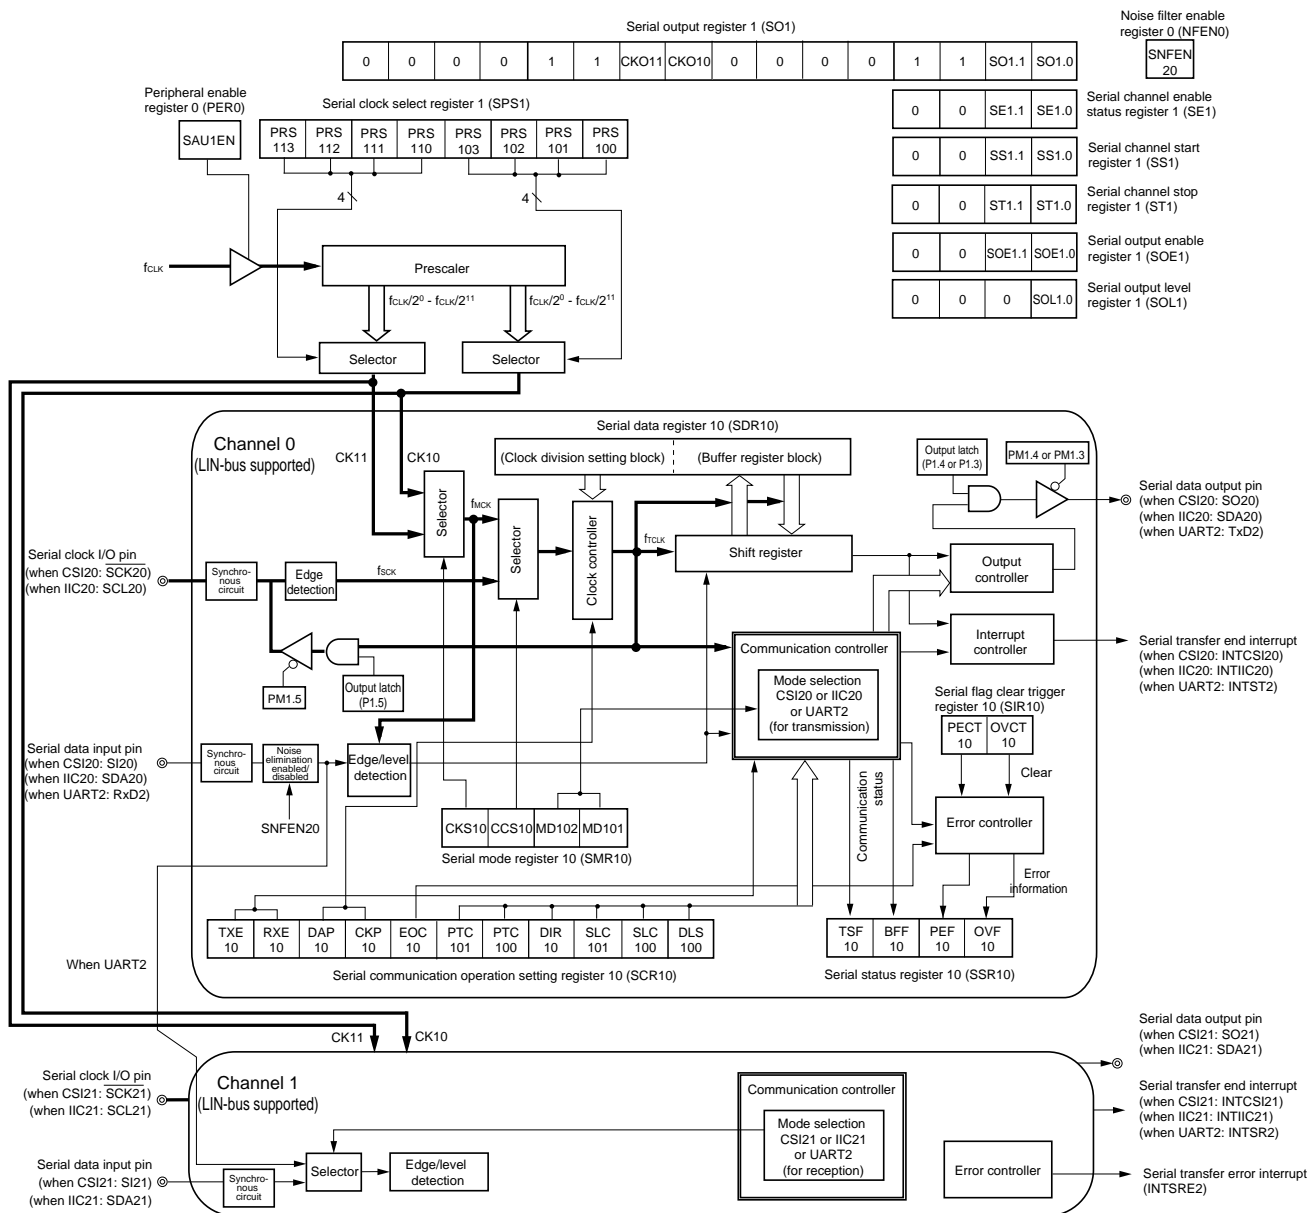 Serial output register 1 (SO1)
0 0 0 0 1 1 CKO11 CKO10 0 0 0 0 1 1 SO1.1 SO1.0
Noise filter enable
register 0 (NFEN0)
SNFEN
20
Peripheral enable
register 0 (PER0)
SAU1EN
Serial clock select register 1 (SPS1)
PRS
113
PRS
112
PRS
111
PRS
110
PRS
103
PRS
102
PRS
101
PRS
100
4
4
0 0 SE1.1 SE1.0
Serial channel enable
status register 1 (SE1)
0 0 SS1.1 SS1.0
Serial channel start
register 1 (SS1)
0 0 ST1.1 ST1.0
Serial channel stop
register 1 (ST1)
0 0 SOE1.1 SOE1.0
Serial output enable
register 1 (SOE1)
0 0 0 SOL1.0
Serial output level
register 1 (SOL1)
fCLK
Prescaler
fCLK/2⁰ - fCLK/2¹¹
fCLK/2⁰ - fCLK/2¹¹
Selector
Selector
Channel 0
(LIN-bus supported)
CK11
CK10
Serial data register 10 (SDR10)
(Clock division setting block)
(Buffer register block)
Output latch
(P1.4 or P1.3)
PM1.4 or PM1.3
Serial data output pin
(when CSI20: SO20)
(when IIC20: SDA20)
(when UART2: TxD2)
Selector
fMCK
Selector
Clock controller
fTCLK
Shift register
Output
controller
Serial clock I/O pin
(when CSI20: SCK20)
(when IIC20: SCL20)
Synchro-
nous
circuit
Edge
detection
fSCK
PM1.5
Output latch
(P1.5)
Communication controller
Mode selection
CSI20 or IIC20
or UART2
(for transmission)
Interrupt
controller
Serial transfer end interrupt
(when CSI20: INTCSI20)
(when IIC20: INTIIC20)
(when UART2: INTST2)
Serial flag clear trigger
register 10 (SIR10)
PECT
10
OVCT
10
Clear
Serial data input pin
(when CSI20: SI20)
(when IIC20: SDA20)
(when UART2: RxD2)
Synchro-
nous
circuit
Noise
elimination
enabled/
disabled
Edge/level
detection
SNFEN20
CKS10 CCS10 MD102 MD101
Serial mode register 10 (SMR10)
Communication
status
Error controller
Error
information
TXE
10
RXE
10
DAP
10
CKP
10
EOC
10
PTC
101
PTC
100
DIR
10
SLC
101
SLC
100
DLS
100
Serial communication operation setting register 10 (SCR10)
TSF
10
BFF
10
PEF
10
OVF
10
Serial status register 10 (SSR10)
When UART2
CK11
CK10
Serial data output pin
(when CSI21: SO21)
(when IIC21: SDA21)
Serial clock I/O pin
(when CSI21: SCK21)
(when IIC21: SCL21)
Channel 1
(LIN-bus supported)
Communication controller
Mode selection
CSI21 or IIC21
or UART2
(for reception)
Serial transfer end interrupt
(when CSI21: INTCSI21)
(when IIC21: INTIIC21)
(when UART2: INTSR2)
Serial data input pin
(when CSI21: SI21)
(when IIC21: SDA21)
Synchro-
nous
circuit
Selector
Edge/level
detection
Error controller
Serial transfer error interrupt
(INTSRE2)